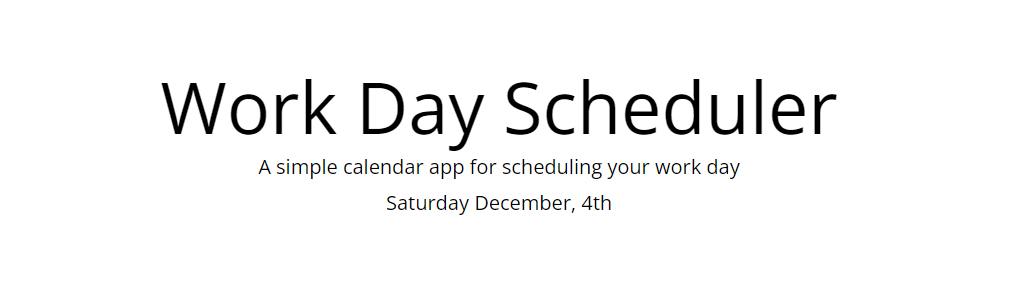 Work Day Scheduler
A simple calendar app for scheduling your work day
Saturday December, 4th